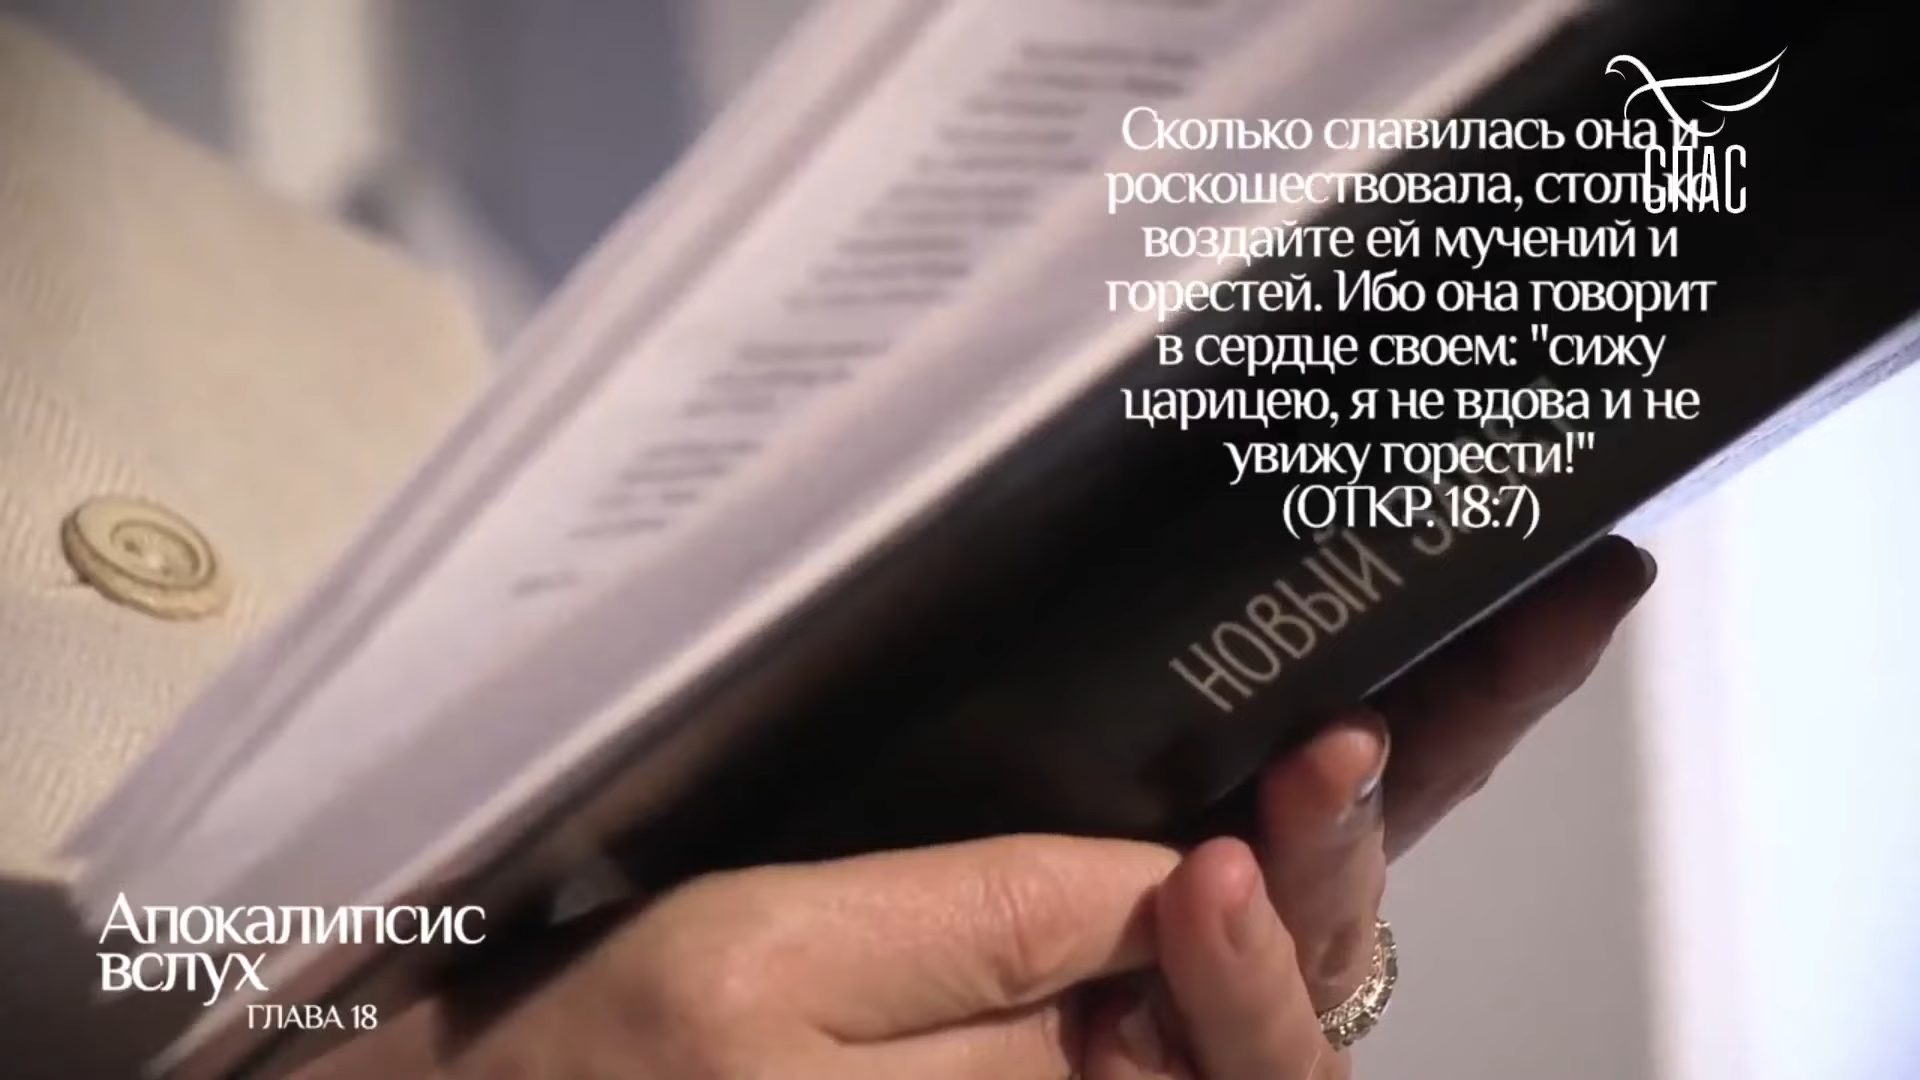 Сколько славилась она и
роскошествовала, столько
воздайте ей мучений и
горестей. Ибо она говорит
в сердце своем: "сижу
царицею, я не вдова и не
увижу горести!"
(ОТКР. 18:7)
СПАС
НОВЫЙ ЗАВЕТ
Апокалипсис
вслух
ГЛАВА 18